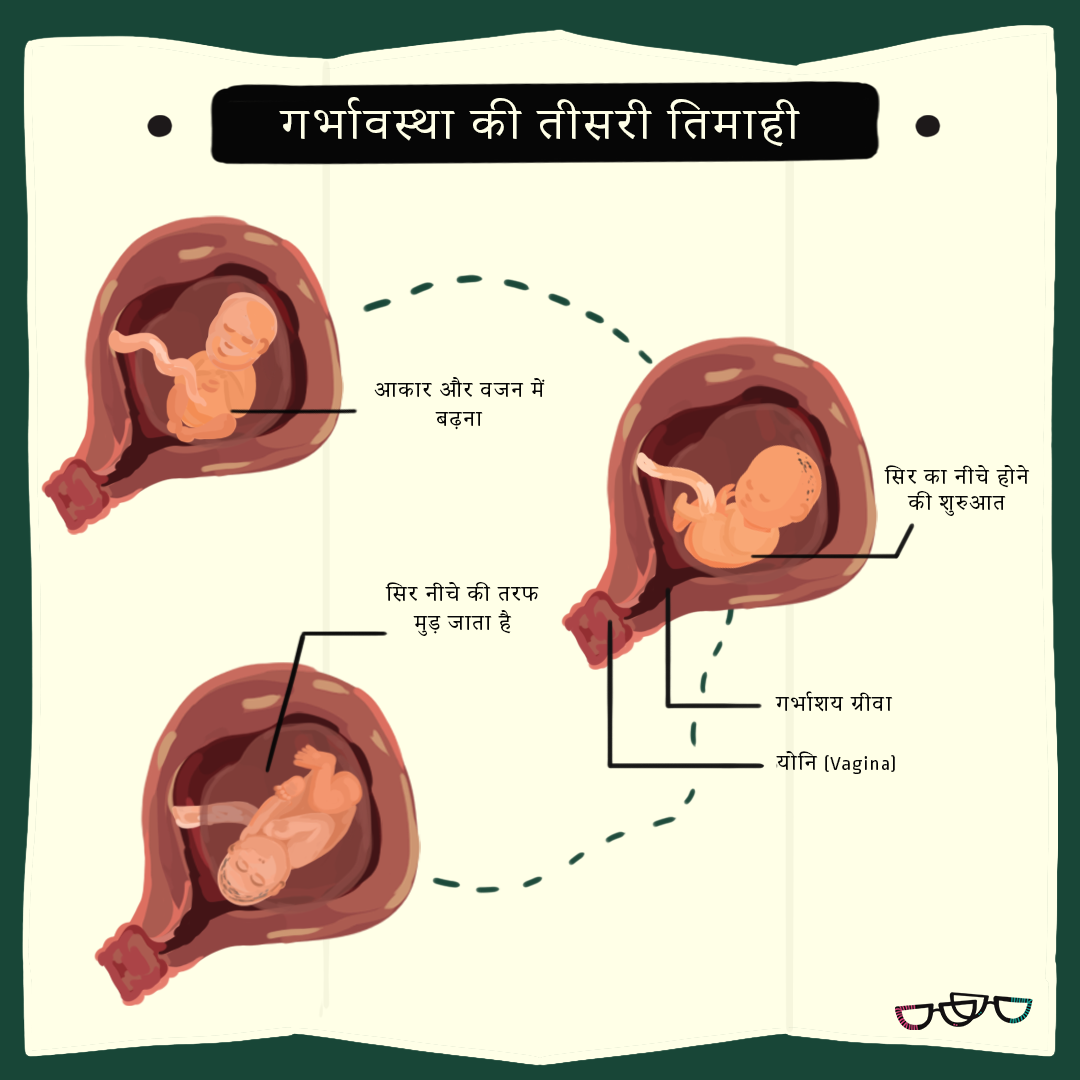 गर्भावस्था की तीसरी तिमाही
आकार और वजन में
बढ़ना
सिर का नीचे होने
की शुरुआत
सिर नीचे की तरफ
मुड़ जाता है
गर्भाशय ग्रीवा
योनि (Vagina)